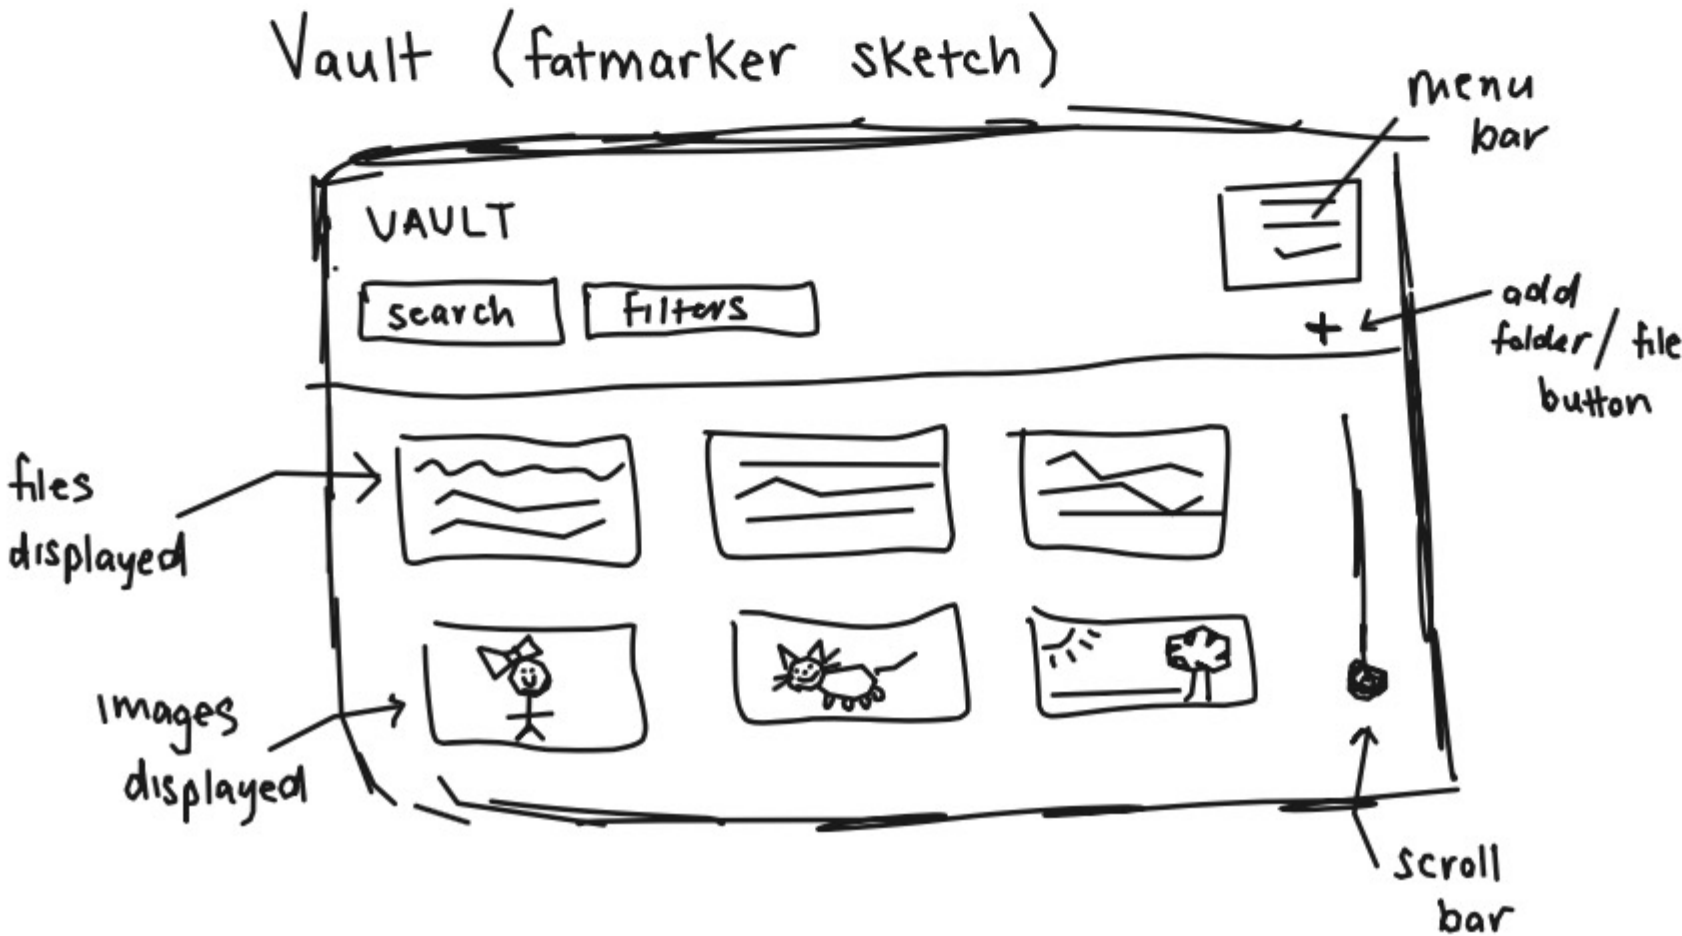 Vault (fatmarker sketch)
menu
bar
VAULT
search
filters
add
folder/file
button
files
displayed
images
displayed
scroll
bar